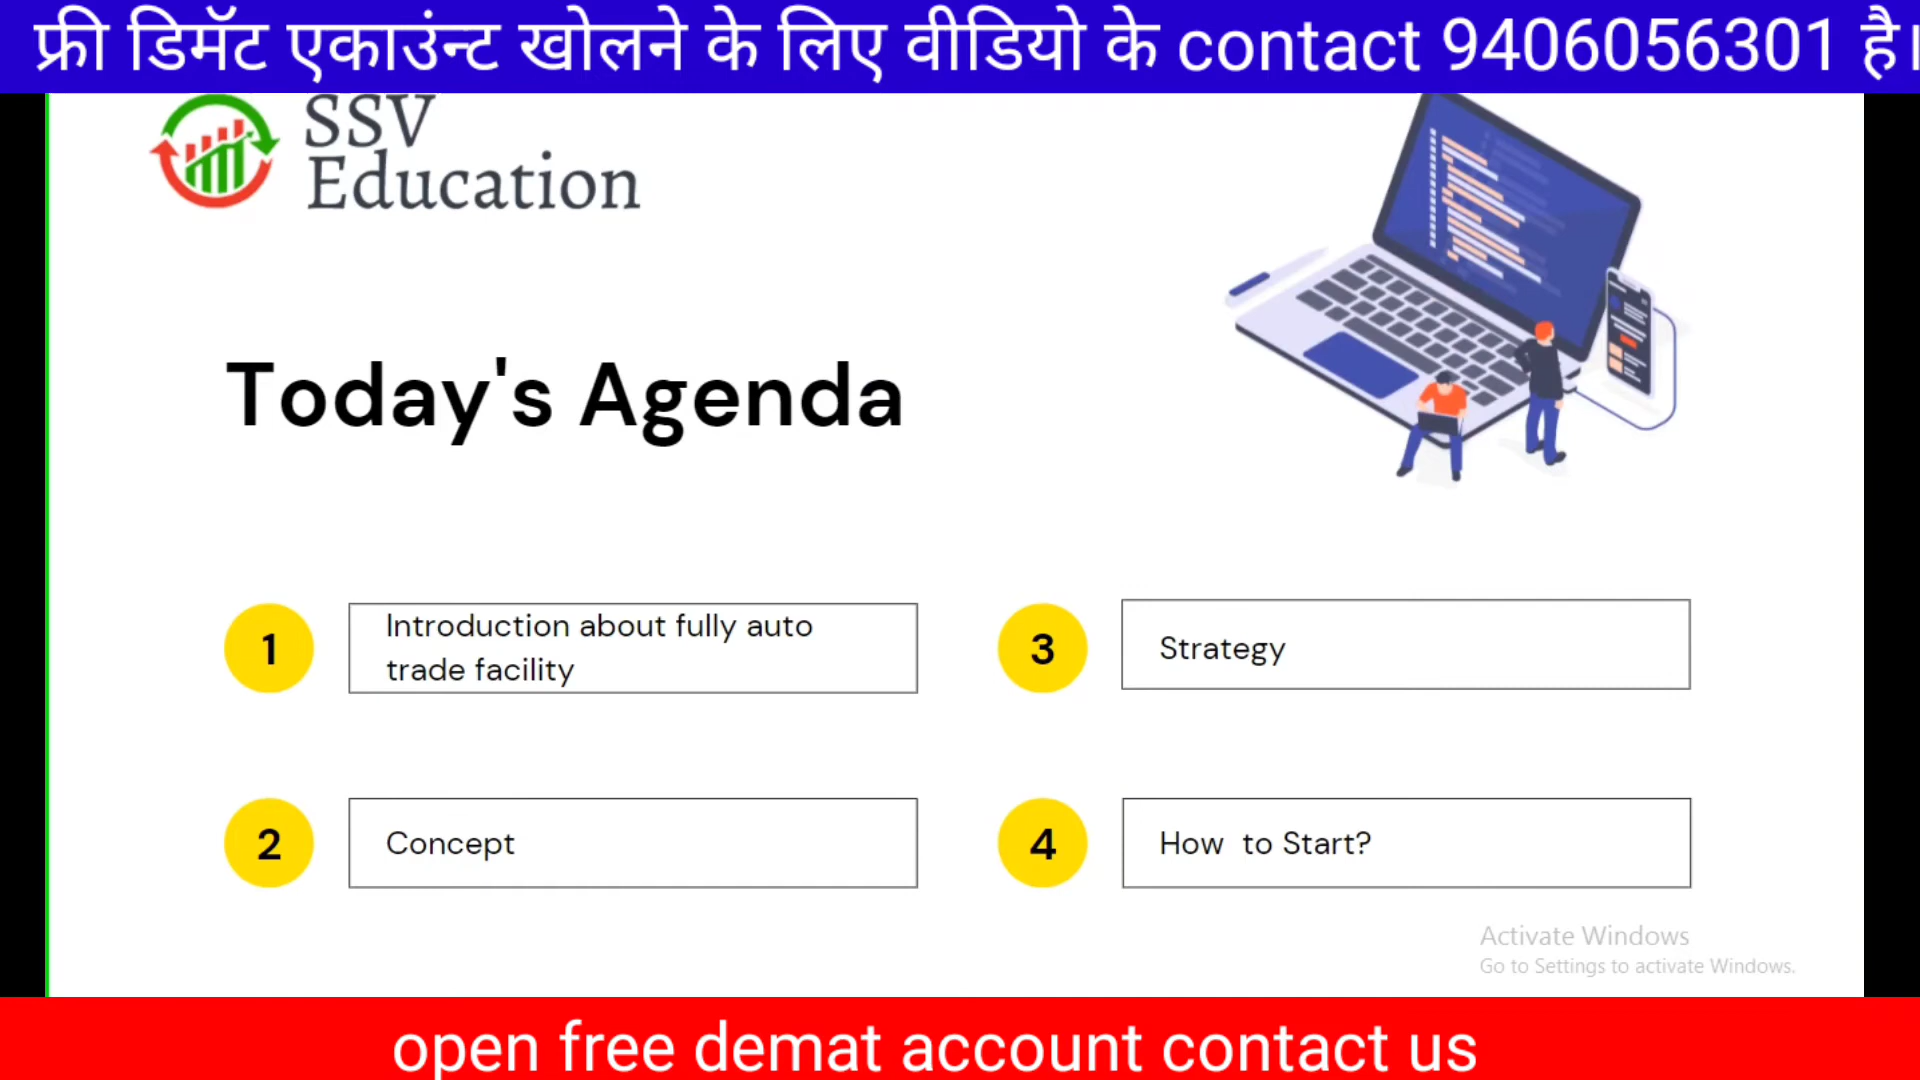 फ्री डिमॅट एकाउंन्ट खोलने के लिए वीडियो के contact 9406056301 है।
SSV
Education
Today's Agenda
1
Introduction about fully auto
trade facility
2
Concept
3
Strategy
4
How to Start?
Activate Windows
Go to Settings to activate Windows.
open free demat account contact us